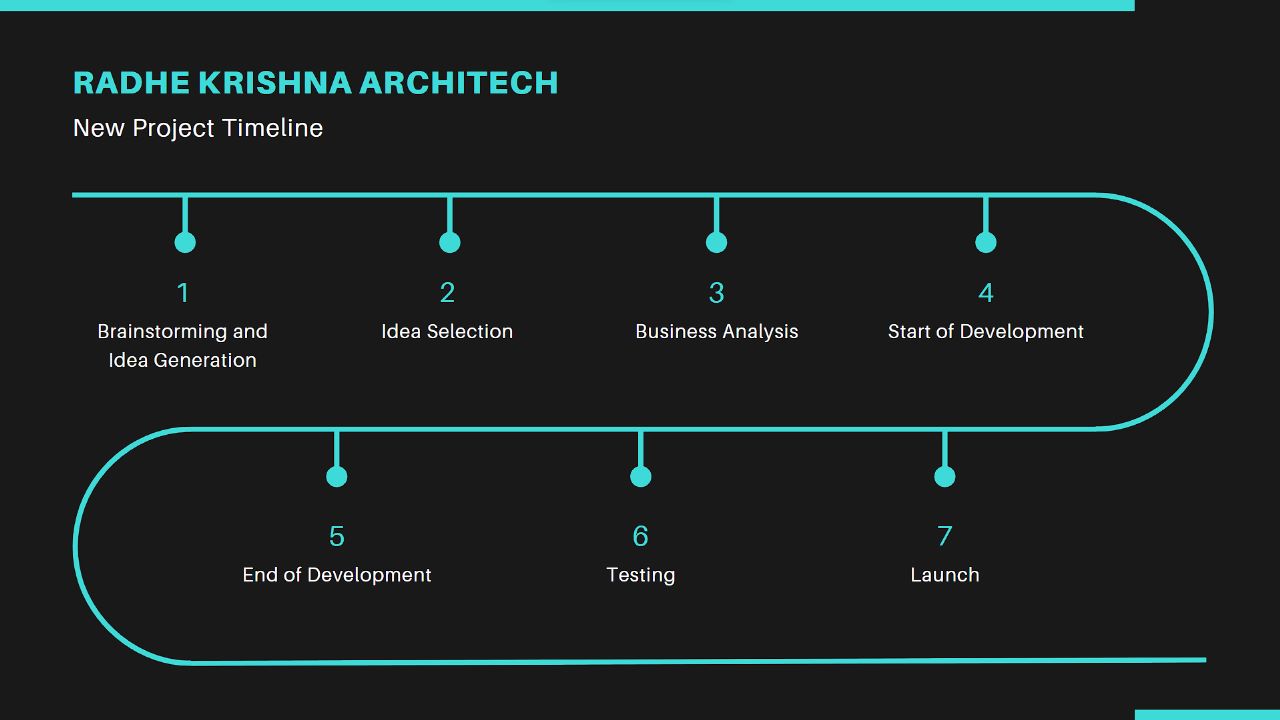 RADHE KRISHNA ARCHITECH
New Project Timeline
1
Brainstorming and
Idea Generation
2
Idea Selection
3
Business Analysis
4
Start of Development
5
End of Development
6
Testing
7
Launch